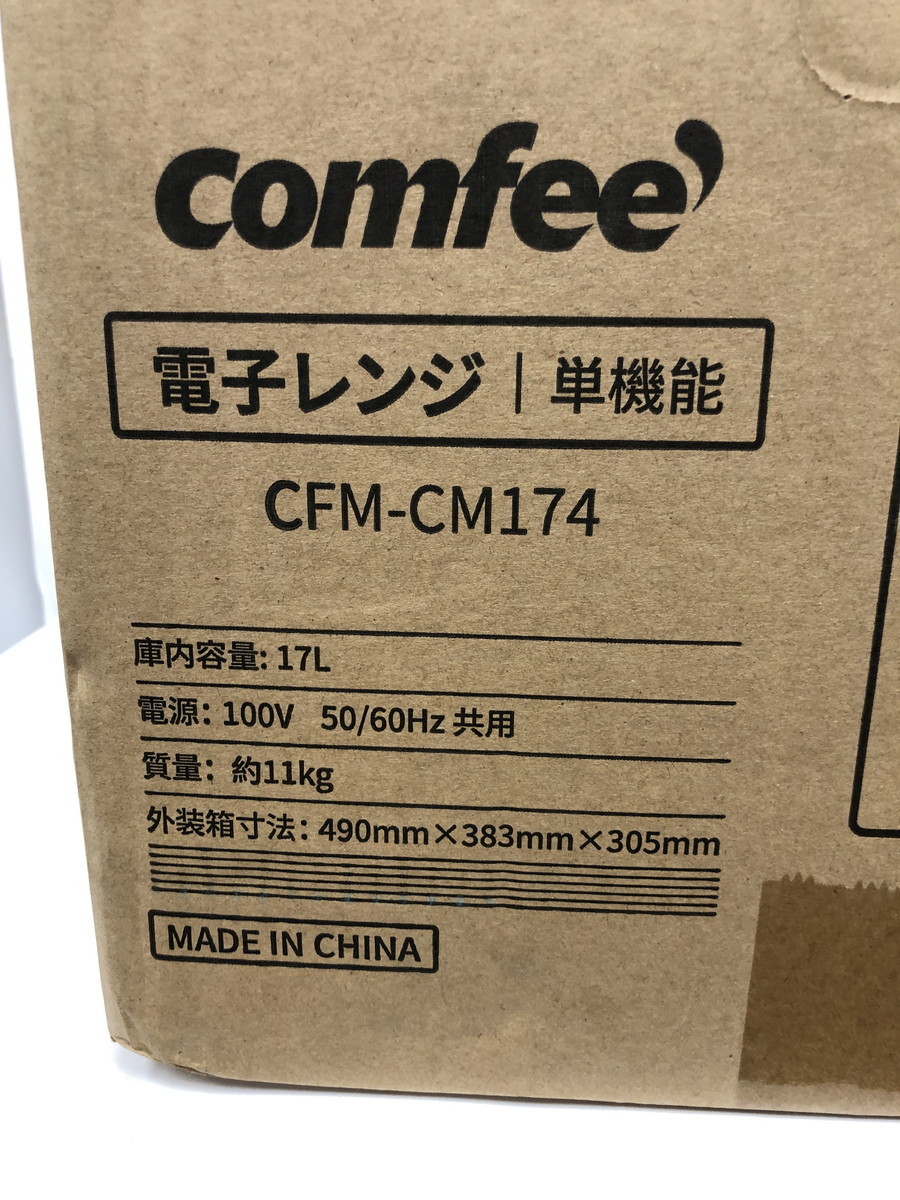 comfee’
電子レンジ｜単機能
CFM-CM174
庫内容量: 17L
電源: 100V 50/60Hz 共用
質量: 約11kg
外装箱寸法: 490mm×383mm×305mm
MADE IN CHINA